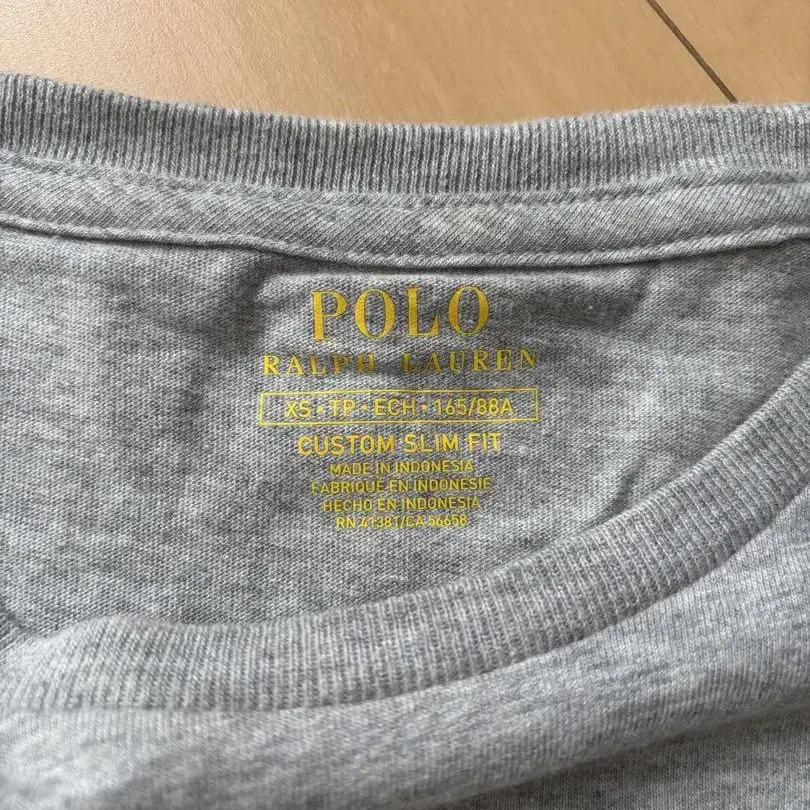 POLO
RALPH LAUREN
XS • TP • ECH • 165/88A
CUSTOM SLIM FIT
MADE IN INDONESIA
FABRIQUE EN INDONESIE
HECHO EN INDONESIA
RN 41381/CA 56658